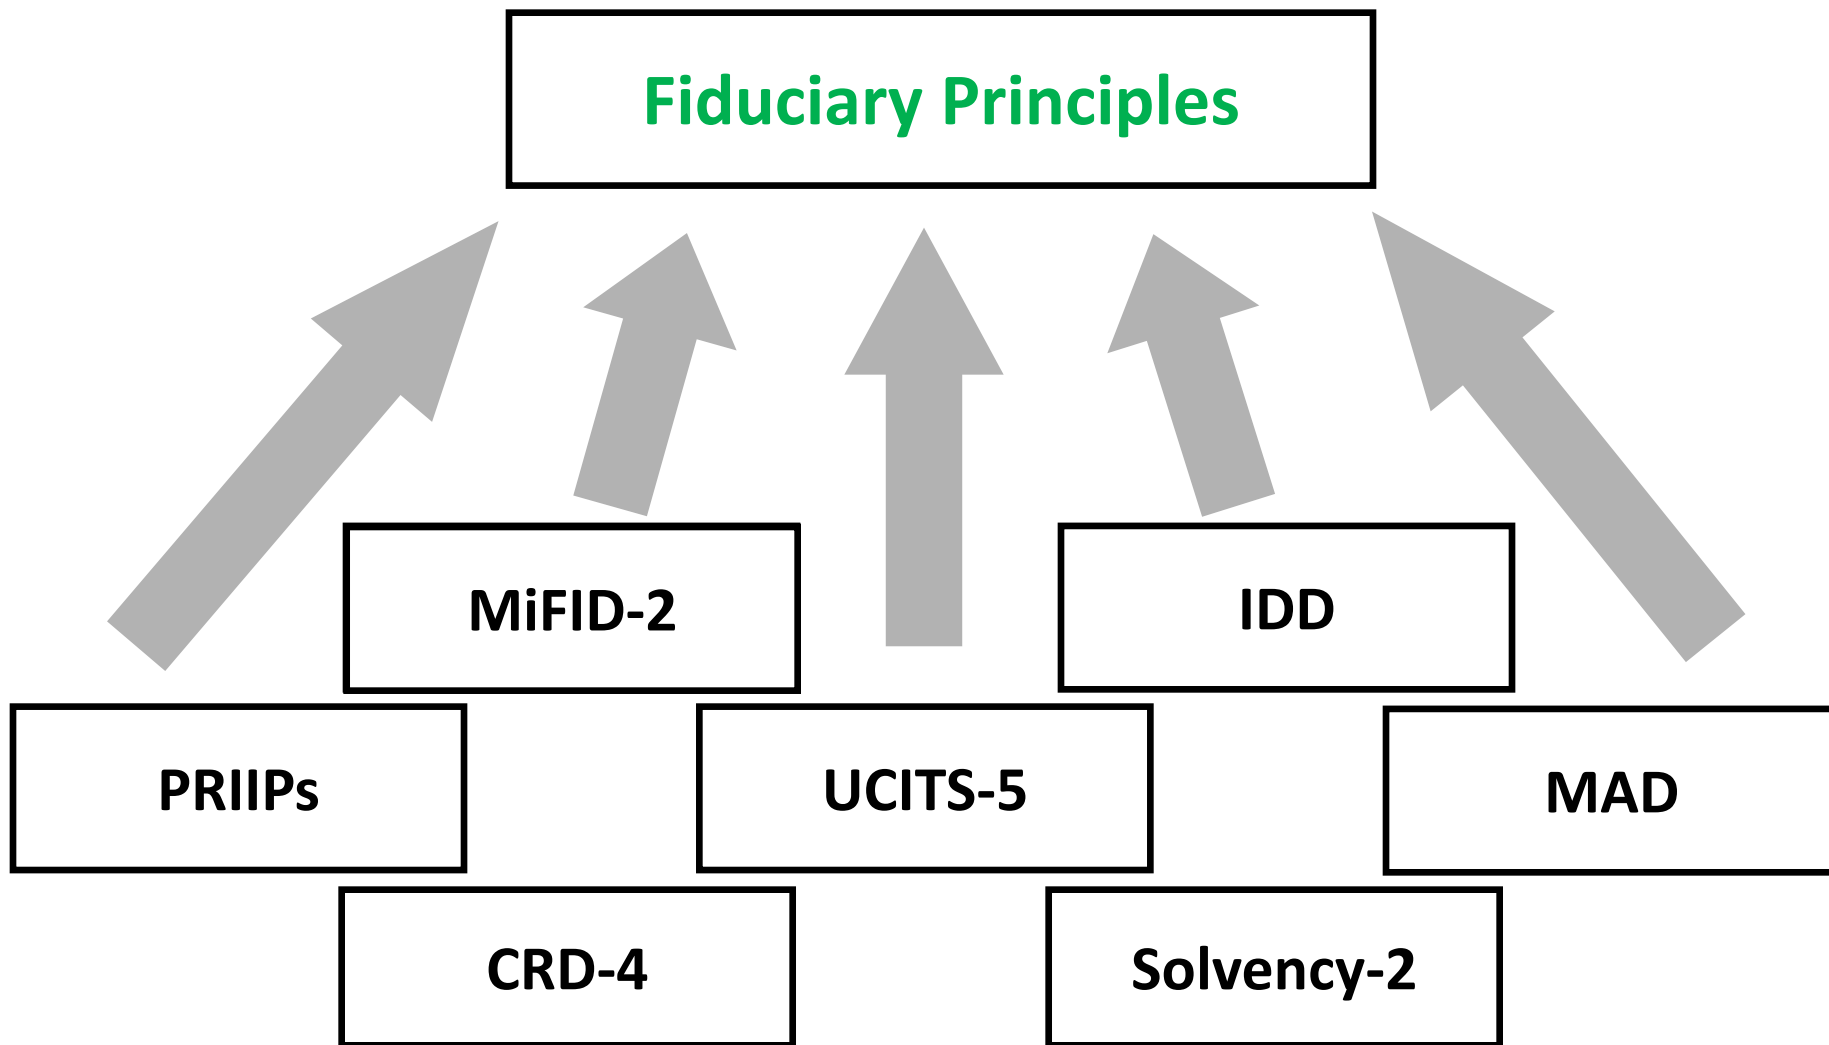 Fiduciary Principles
MiFID-2
IDD
PRIIPs
UCITS-5
MAD
CRD-4
Solvency-2